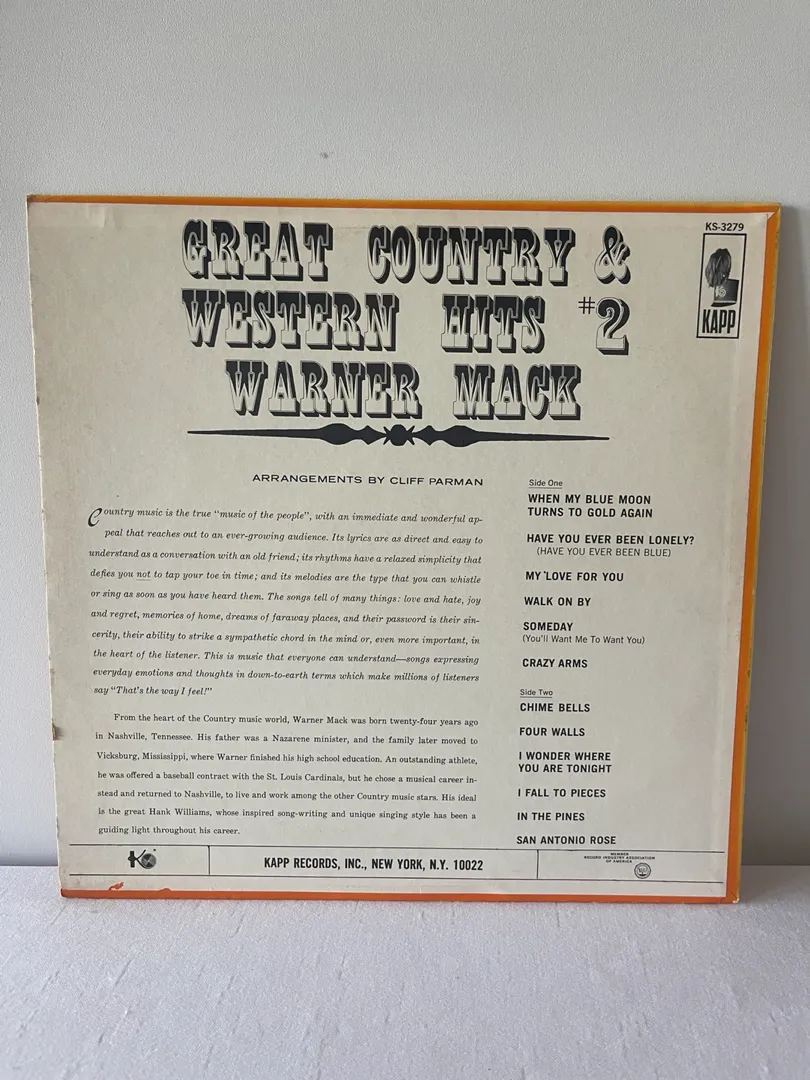 KS-3279
KAPP
GREAT COUNTRY &
WESTERN HITS #2
WARNER MACK
ARRANGEMENTS BY CLIFF PARMAN
Country music is the true "music of the people", with an immediate and wonderful ap-
peal that reaches out to an ever-growing audience. Its lyrics are as direct and easy to
understand as a conversation with an old friend; its rhythms have a relaxed simplicity that
defies you not to tap your toe in time; and its melodies are the type that you can whistle
or sing as soon as you have heard them. The songs tell of many things: love and hate, joy
and regret, memories of home, dreams of faraway places, and their password is their sin-
cerity, their ability to strike a sympathetic chord in the mind or, even more important, in
the heart of the listener. This is music that everyone can understand—songs expressing
everyday emotions and thoughts in down-to-earth terms which make millions of listeners
say "That's the way I feel!"
From the heart of the Country music world, Warner Mack was born twenty-four years ago
in Nashville, Tennessee. His father was a Nazarene minister, and the family later moved to
Vicksburg, Mississippi, where Warner finished his high school education. An outstanding athlete,
he was offered a baseball contract with the St. Louis Cardinals, but he chose a musical career in-
stead and returned to Nashville, to live and work among the other Country music stars. His ideal
is the great Hank Williams, whose inspired song-writing and unique singing style has been a
guiding light throughout his career.
Side One
WHEN MY BLUE MOON
TURNS TO GOLD AGAIN
HAVE YOU EVER BEEN LONELY?
(HAVE YOU EVER BEEN BLUE)
MY LOVE FOR YOU
WALK ON BY
SOMEDAY
(You'll Want Me To Want You)
CRAZY ARMS
Side Two
CHIME BELLS
FOUR WALLS
I WONDER WHERE
YOU ARE TONIGHT
I FALL TO PIECES
IN THE PINES
SAN ANTONIO ROSE
KAPP RECORDS, INC., NEW YORK, N.Y. 10022
MEMBER
RECORD INDUSTRY ASSOCIATION
OF AMERICA